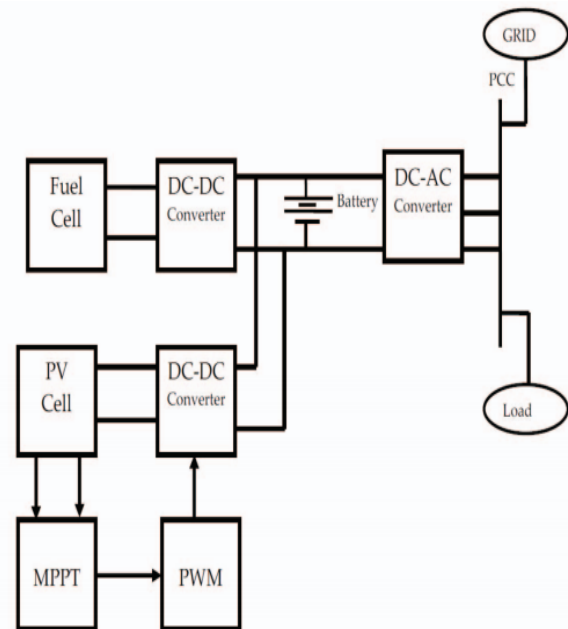 GRID
PCC
Fuel
Cell
DC-DC
Converter
Battery
DC-AC
Converter
PV
Cell
DC-DC
Converter
Load
MPPT
PWM